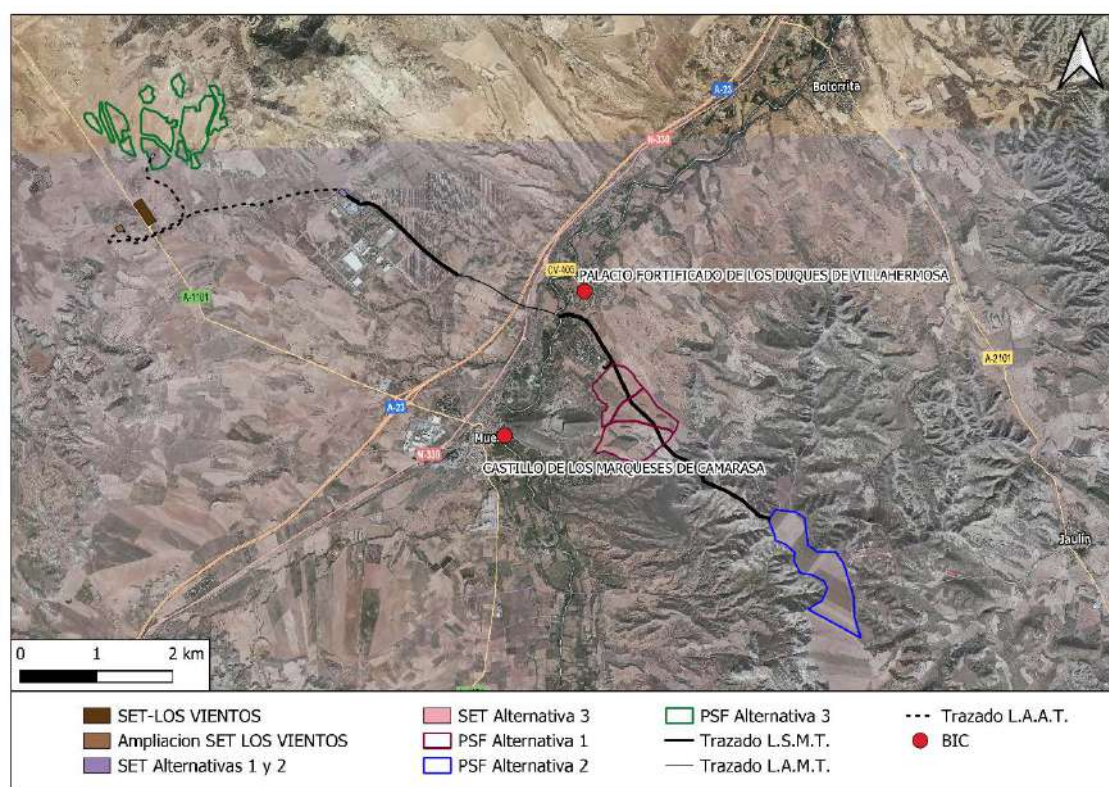 Botorrita
A-23
N-330
CV-405
PALACIO FORTIFICADO DE LOS DUQUES DE VILLAHERMOSA
A-1101
A-2101
A-23
Mue
N-330
CASTILLO DE LOS MARQUESES DE CAMARASA
Jaulín
0 1 2 km
SET-LOS VIENTOS
Ampliacion SET LOS VIENTOS
SET Alternativas 1 y 2
SET Alternativa 3
PSF Alternativa 1
PSF Alternativa 2
PSF Alternativa 3
Trazado L.S.M.T.
Trazado L.A.M.T.
Trazado L.A.A.T.
BIC